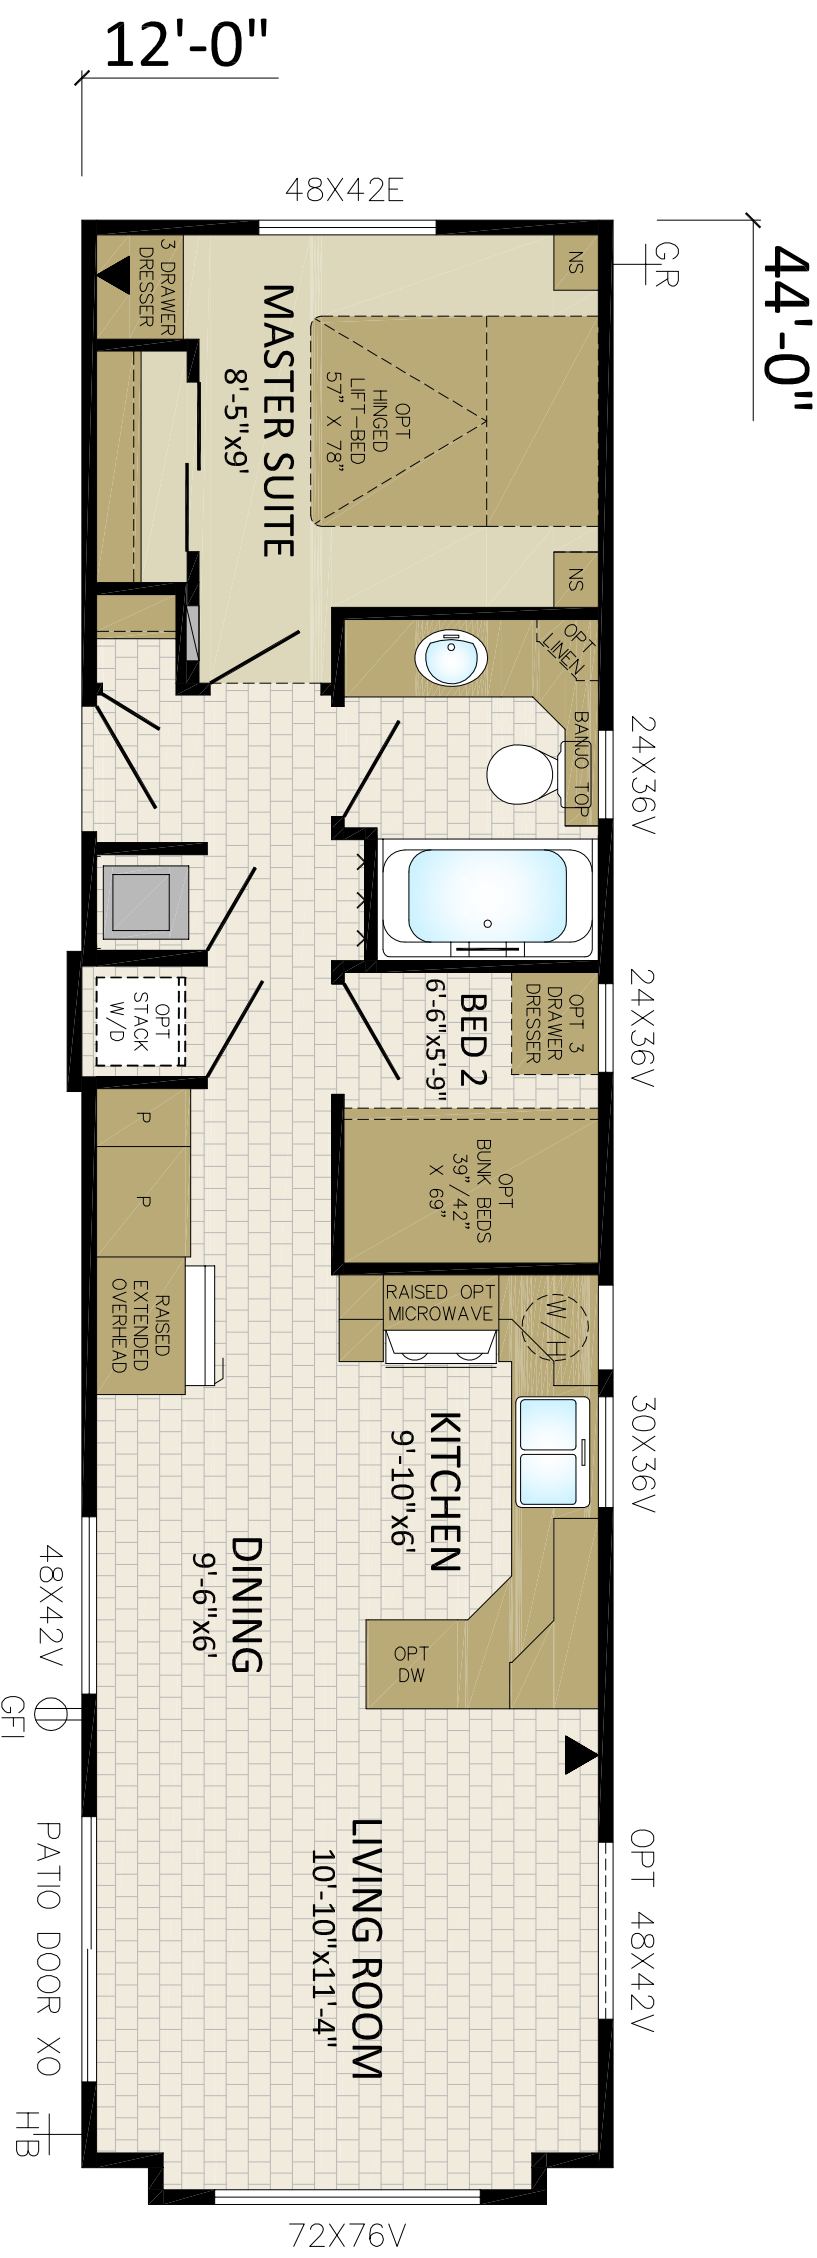 12'-0"
44'-0"
48X42E
GR
3 DRAWER
DRESSER
NS
MASTER SUITE
8'-5"x9'
OPT
HINGED
LIFT-BED
57" X 78"
NS
OPT
LINEN
BANJO TOP
24X36V
24X36V
OPT
STACK
W/D
BED 2
6'-6"x5'-9"
OPT 3
DRAWER
DRESSER
P
P
OPT
BUNK BEDS
39"/42"
X 69"
RAISED
EXTENDED
OVERHEAD
RAISED OPT
MICROWAVE
W/H
30X36V
KITCHEN
9'-10"x6'
DINING
9'-6"x6'
48X42V
OPT
DW
GFI
LIVING ROOM
10'-10"x11'-4"
OPT 48X42V
PATIO DOOR XO
HB
72X76V